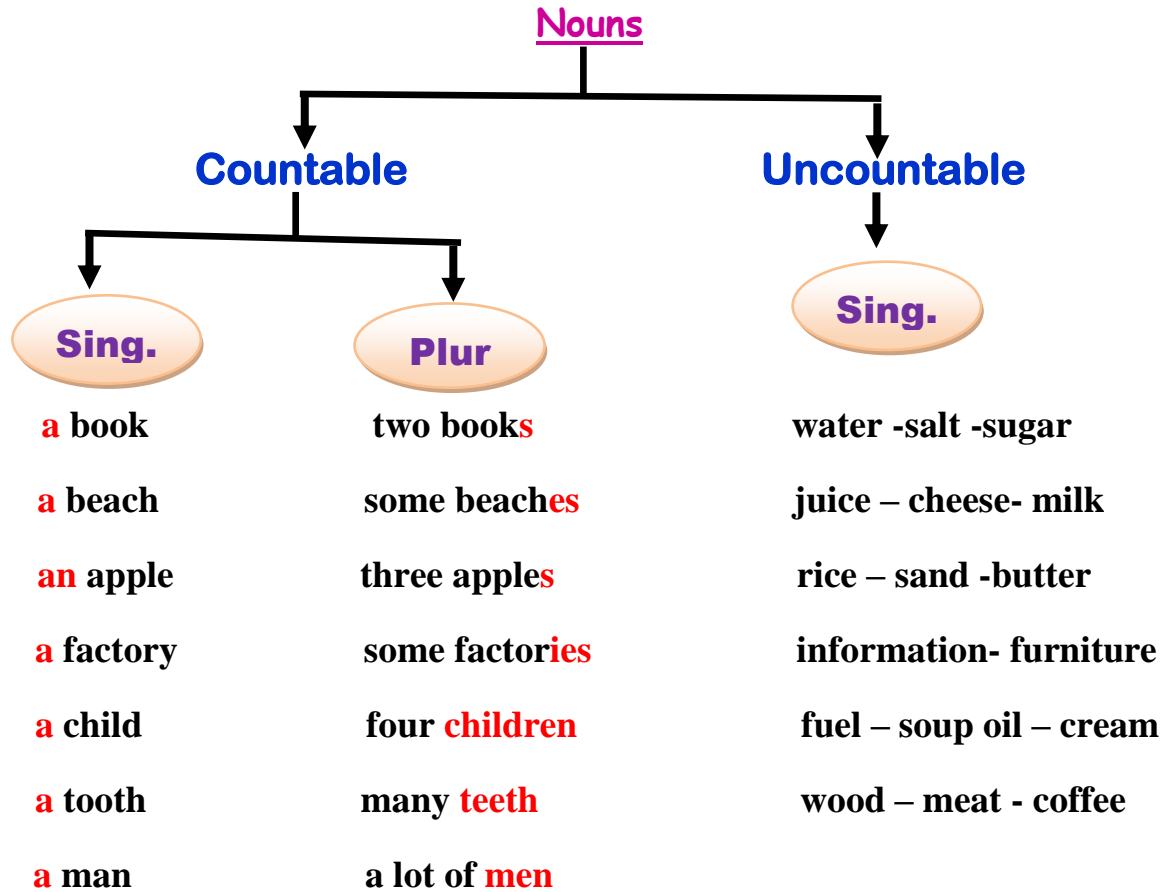 Nouns
Countable
Uncountable
Sing.
Plur
Sing.
a book
two books
water -salt -sugar
a beach
some beaches
juice – cheese- milk
an apple
three apples
rice – sand -butter
a factory
some factories
information- furniture
a child
four children
fuel – soup oil – cream
a tooth
many teeth
wood – meat - coffee
a man
a lot of men